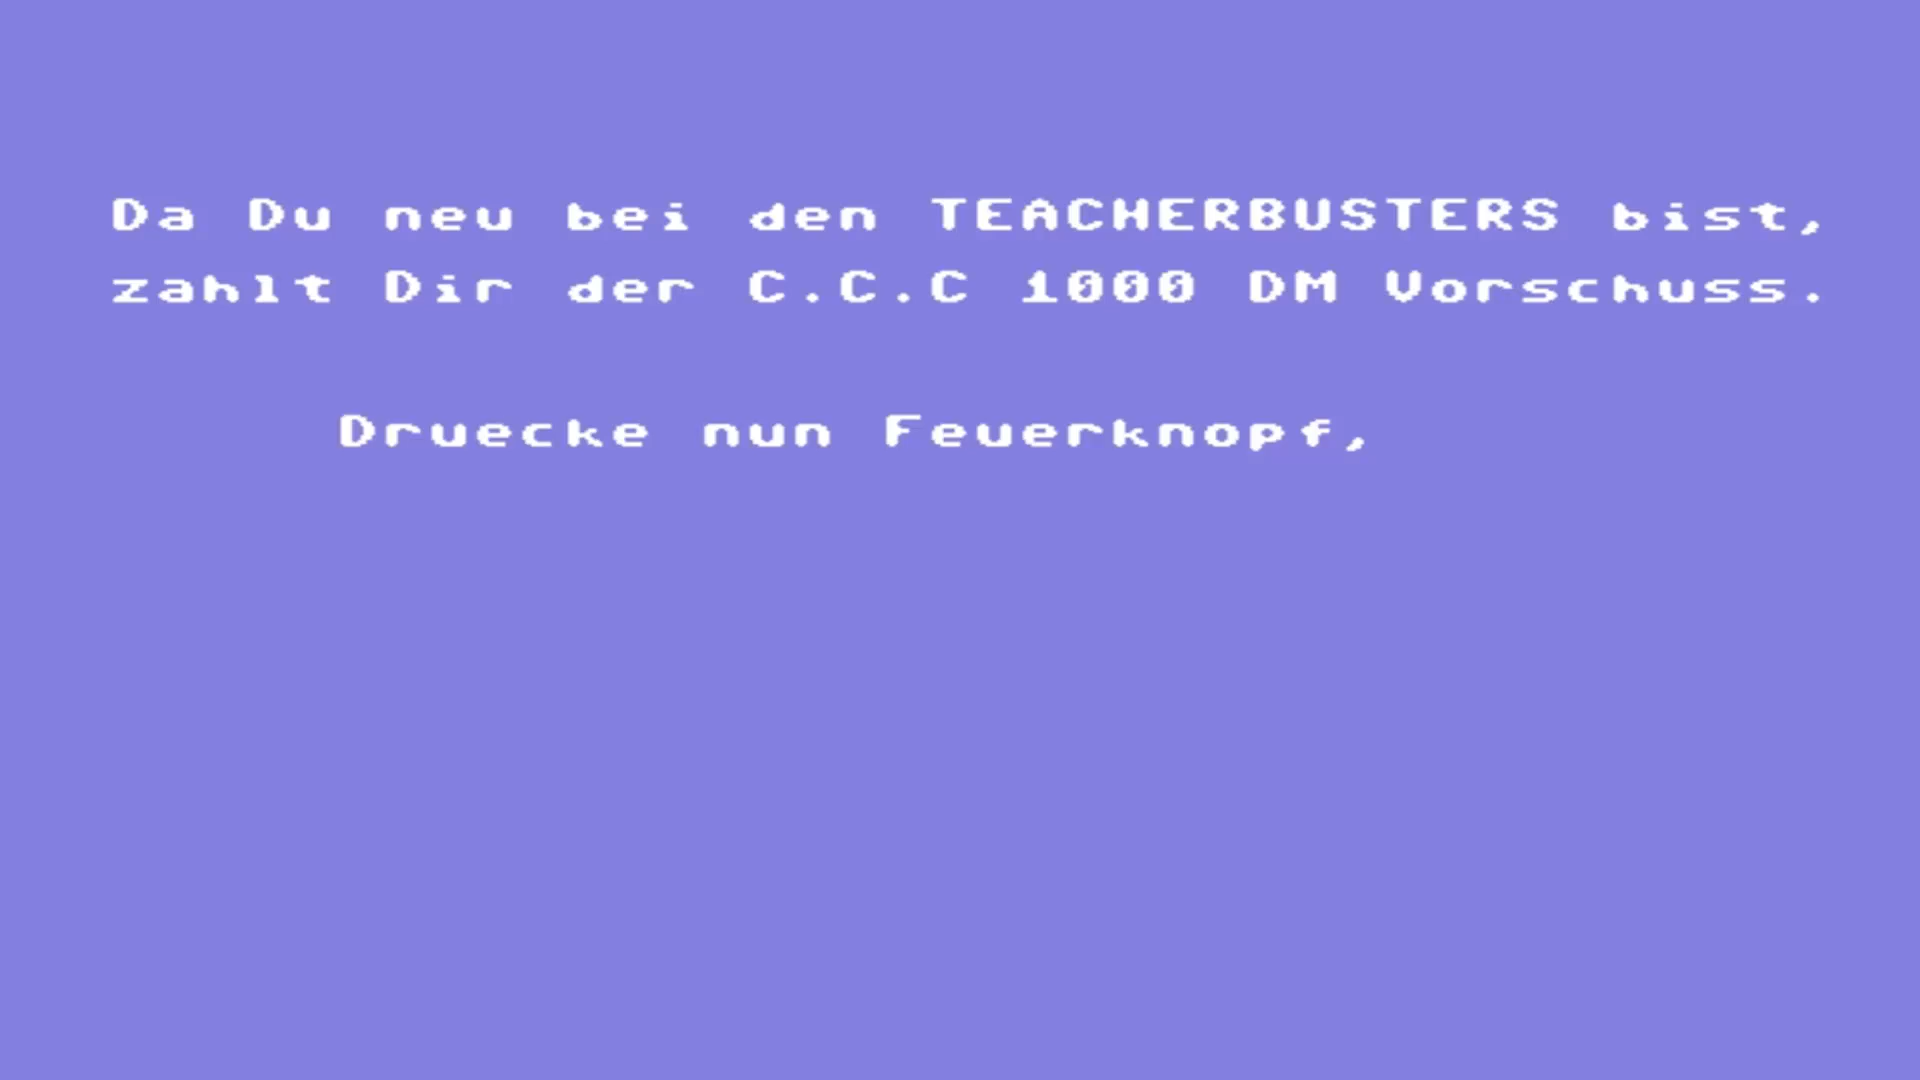 Da Du neu bei den TEACHERBUSTERS bist,
zahlt Dir der C.C.C 1000 DM Vorschuss.
Druecke nun Feuerknopf,